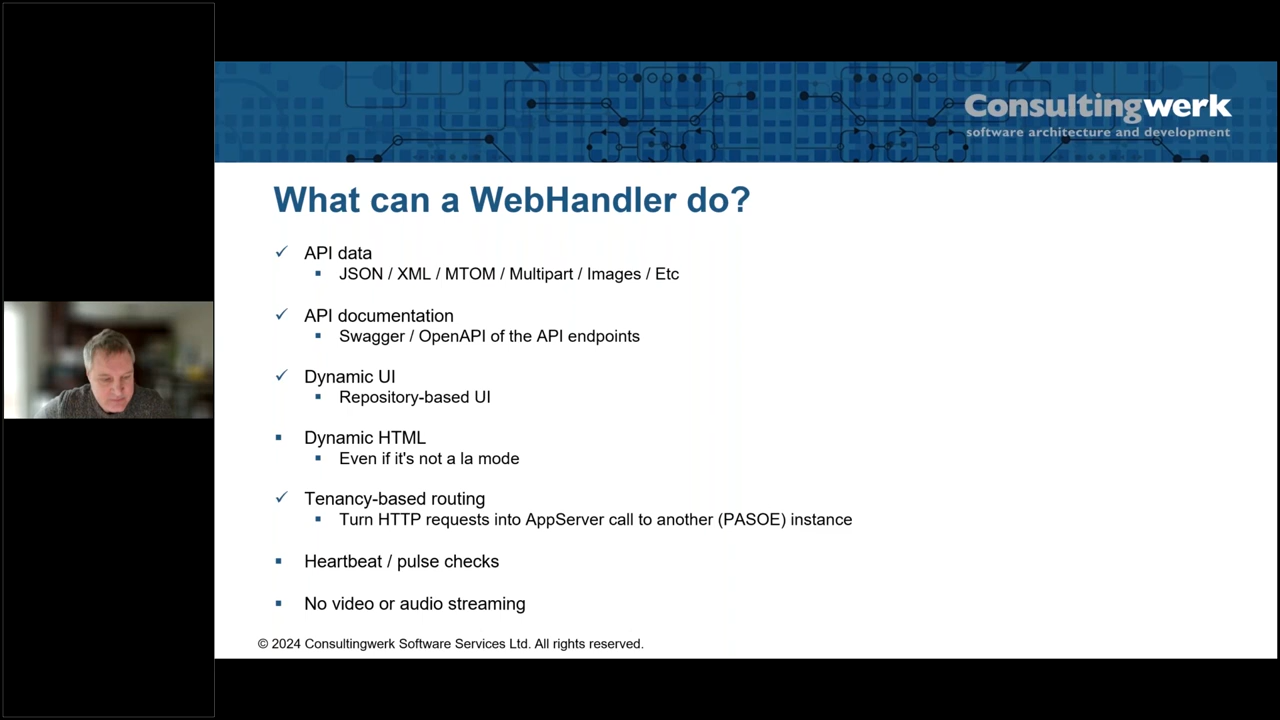 Consultingwerk
software architecture and development
What can a WebHandler do?
API data
JSON / XML / MTOM / Multipart / Images / Etc
API documentation
Swagger / OpenAPI of the API endpoints
Dynamic UI
Repository-based UI
Dynamic HTML
Even if it's not a la mode
Tenancy-based routing
Turn HTTP requests into AppServer call to another (PASOE) instance
Heartbeat / pulse checks
No video or audio streaming
© 2024 Consultingwerk Software Services Ltd. All rights reserved.